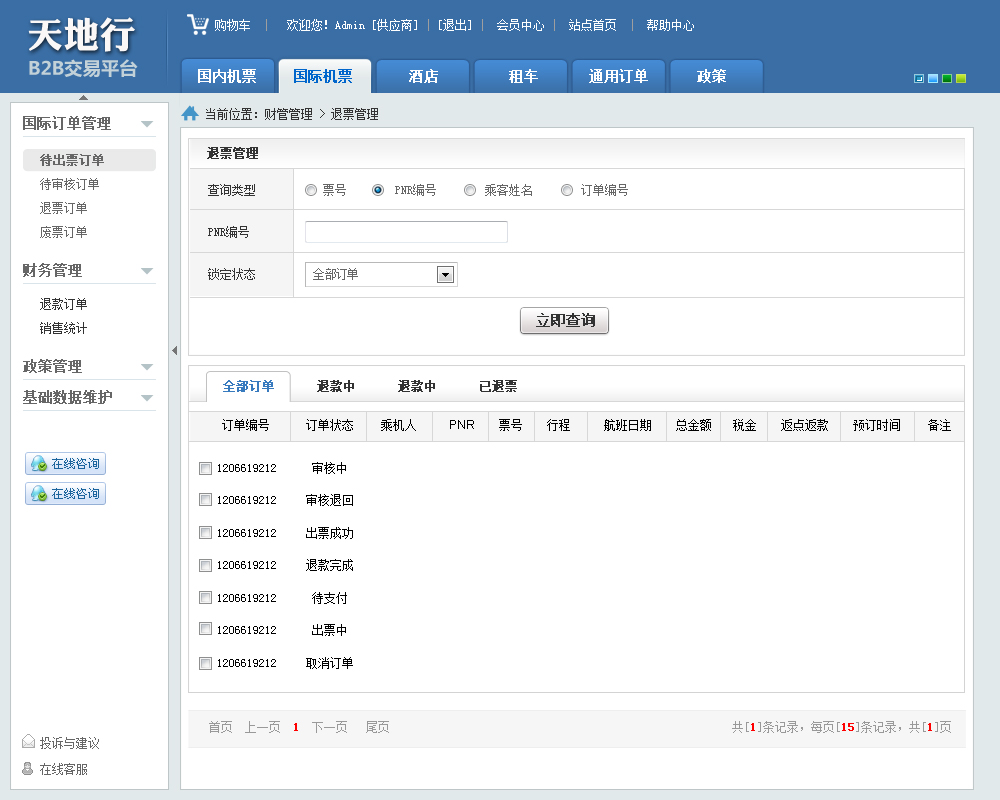 天地行
B2B交易平台
购物车 | 欢迎您! Admin [供应商] | [退出] | 会员中心 | 站点首页 | 帮助中心
国内机票 国际机票 酒店 租车 通用订单 政策
国际订单管理
待出票订单
待审核订单
退票订单
废票订单
财务管理
退款订单
销售统计
政策管理
基础数据维护
在线咨询
在线咨询
投诉与建议
在线客服
当前位置: 财管管理 > 退票管理
退票管理
查询类型 票号 PNR编号 乘客姓名 订单编号
PNR编号
锁定状态 全部订单
立即查询
全部订单 退款中 退款中 已退票
订单编号 订单状态 乘机人 PNR 票号 行程 航班日期 总金额 税金 返点返款 预订时间 备注
1206619212 审核中
1206619212 审核退回
1206619212 出票成功
1206619212 退款完成
1206619212 待支付
1206619212 出票中
1206619212 取消订单
首页 上一页 1 下一页 尾页 共[1]条记录，每页[15]条记录，共[1]页